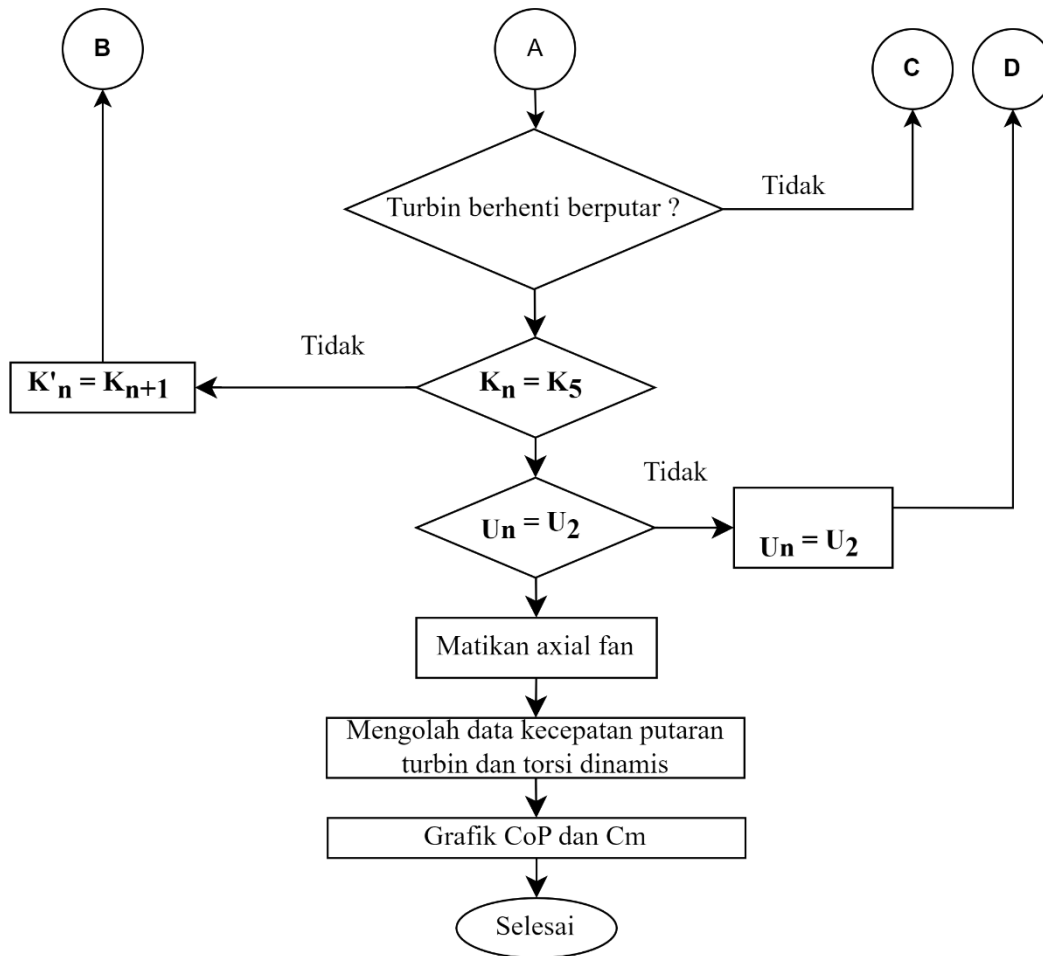 B
A
C
D
Tidak
Turbin berhenti berputar ?
Tidak
K'n = Kn+1
Kn = K5
Tidak
Un = U2
Un = U2
Matikan axial fan
Mengolah data kecepatan putaran
turbin dan torsi dinamis
Grafik CoP dan Cm
Selesai